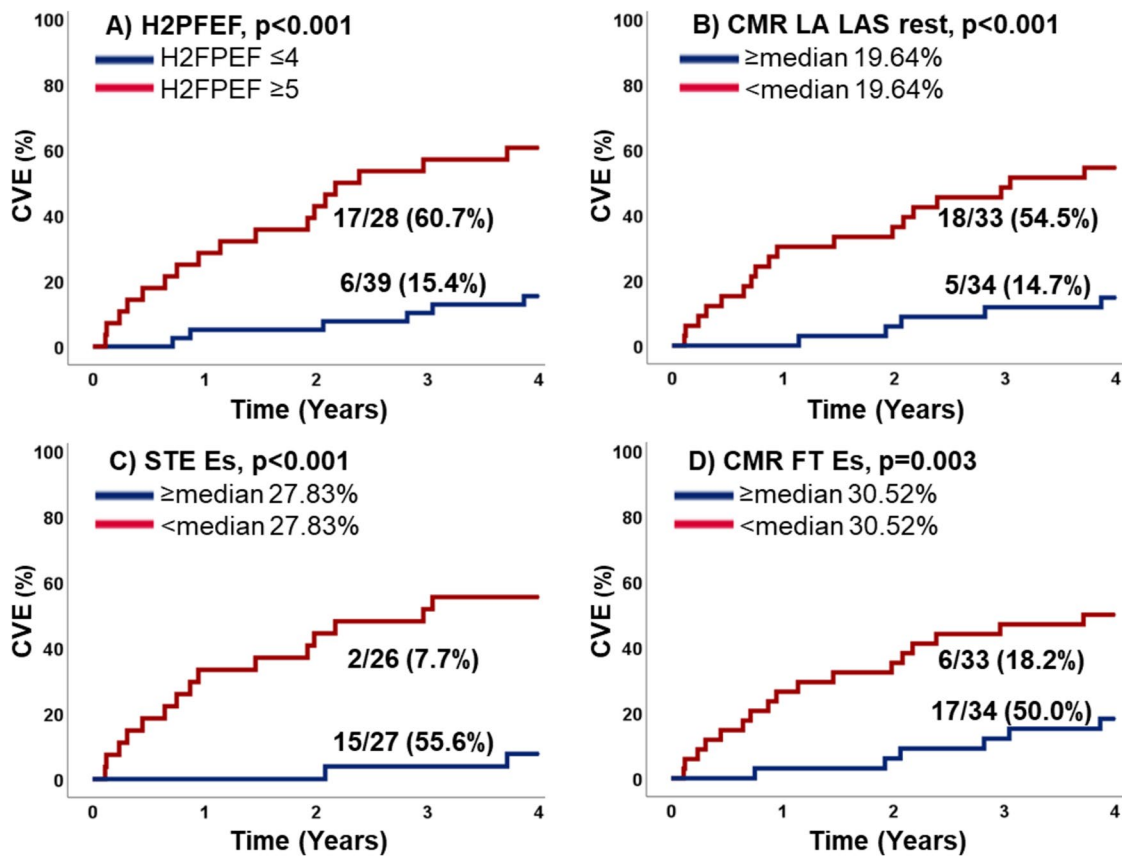 A) H2PFEF, p<0.001
H2FPEF ≤4
H2FPEF ≥5
CVE (%)
100
80
60
40
20
0
17/28 (60.7%)
6/39 (15.4%)
0 1 2 3 4
Time (Years)
B) CMR LA LAS rest, p<0.001
≥median 19.64%
<median 19.64%
CVE (%)
100
80
60
40
20
0
18/33 (54.5%)
5/34 (14.7%)
0 1 2 3 4
Time (Years)
C) STE Es, p<0.001
≥median 27.83%
<median 27.83%
CVE (%)
100
80
60
40
20
0
2/26 (7.7%)
15/27 (55.6%)
0 1 2 3 4
Time (Years)
D) CMR FT Es, p=0.003
≥median 30.52%
<median 30.52%
CVE (%)
100
80
60
40
20
0
6/33 (18.2%)
17/34 (50.0%)
0 1 2 3 4
Time (Years)